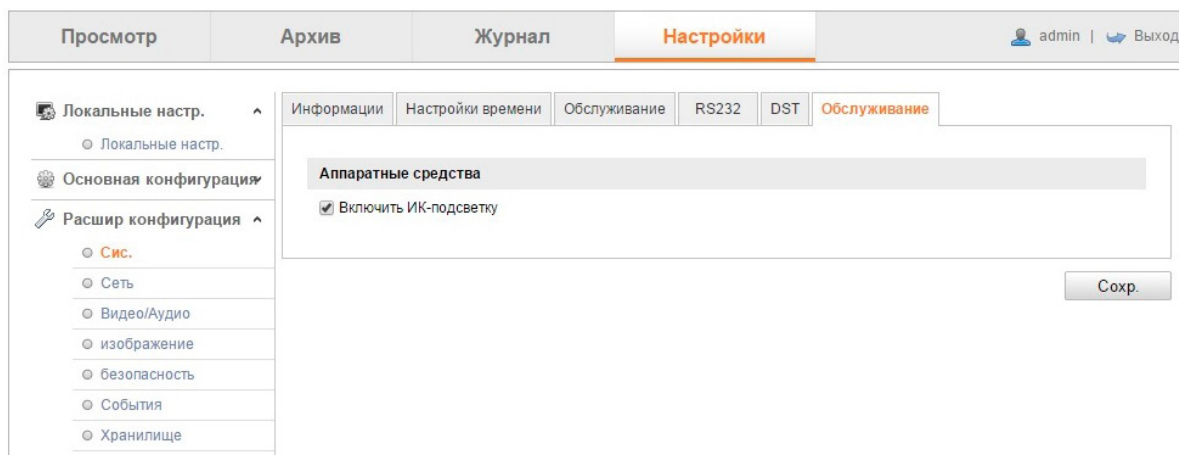 Просмотр Архив Журнал Настройки admin | Выход
Локальные настр.
Локальные настр.
Основная конфигурация
Расшир конфигурация
Сис.
Сеть
Видео/Аудио
изображение
безопасность
События
Хранилище
Информации Настройки времени Обслуживание RS232 DST Обслуживание
Аппаратные средства
Включить ИК-подсветку
Сохр.